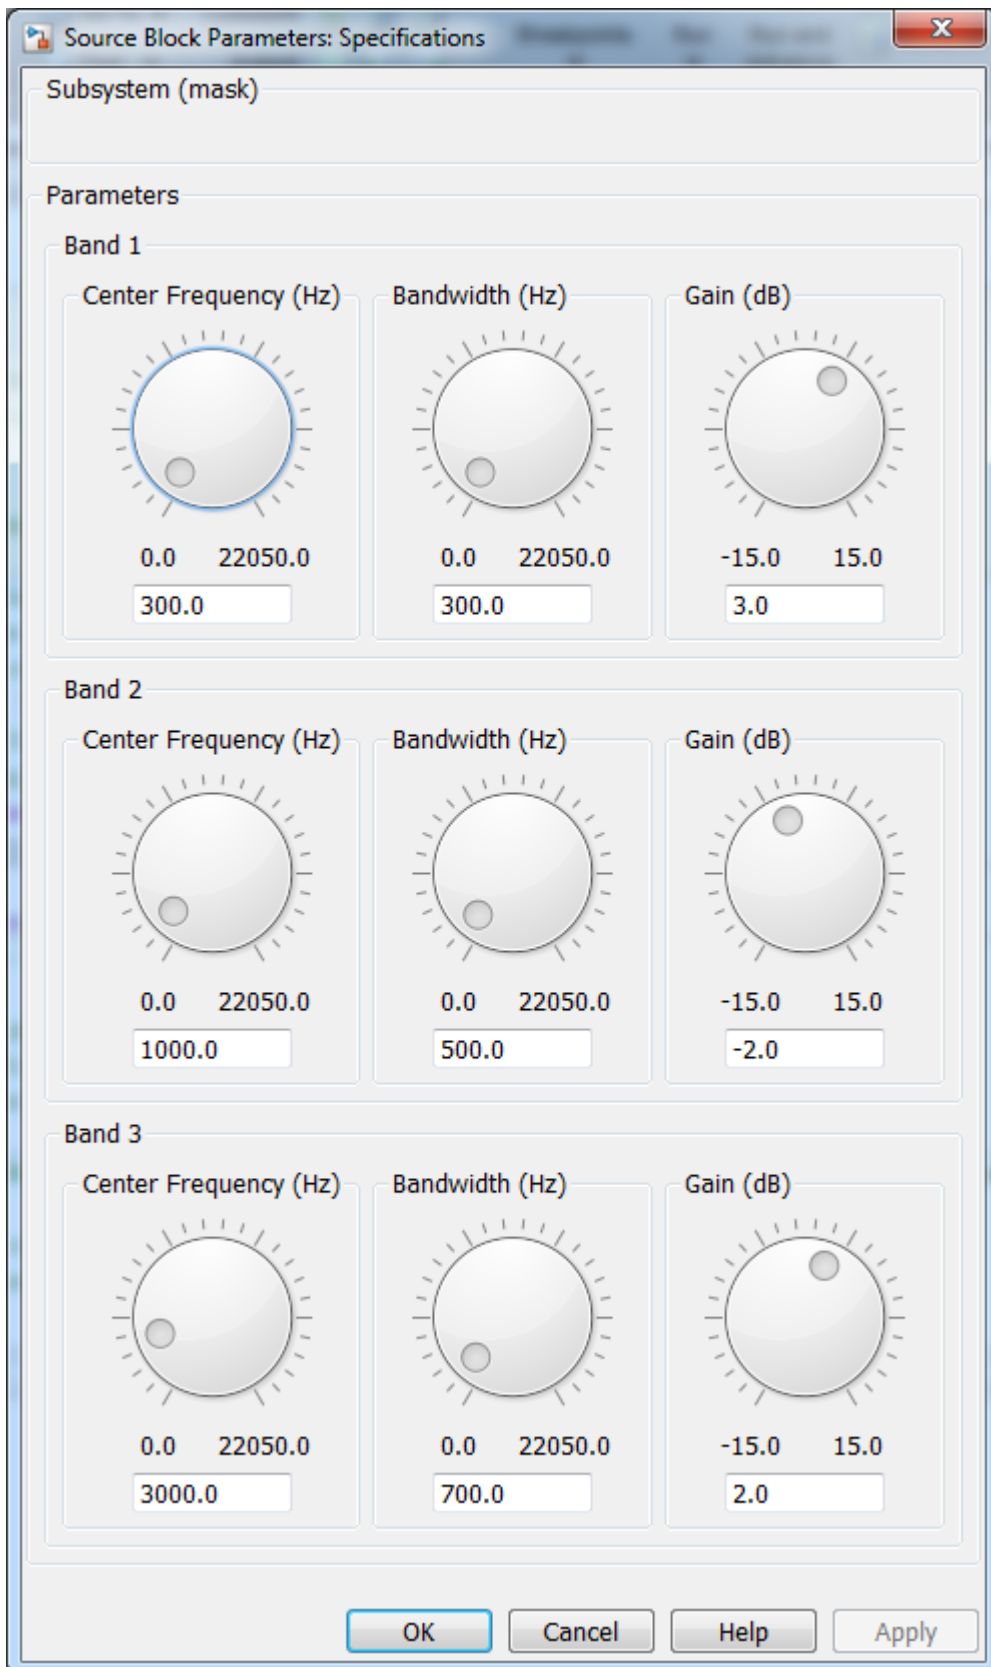 Source Block Parameters: Specifications
Subsystem (mask)
Parameters
Band 1
Center Frequency (Hz) Bandwidth (Hz) Gain (dB)
0.0 22050.0 0.0 22050.0 -15.0 15.0
300.0 300.0 3.0
Band 2
Center Frequency (Hz) Bandwidth (Hz) Gain (dB)
0.0 22050.0 0.0 22050.0 -15.0 15.0
1000.0 500.0 -2.0
Band 3
Center Frequency (Hz) Bandwidth (Hz) Gain (dB)
0.0 22050.0 0.0 22050.0 -15.0 15.0
3000.0 700.0 2.0
OK Cancel Help Apply